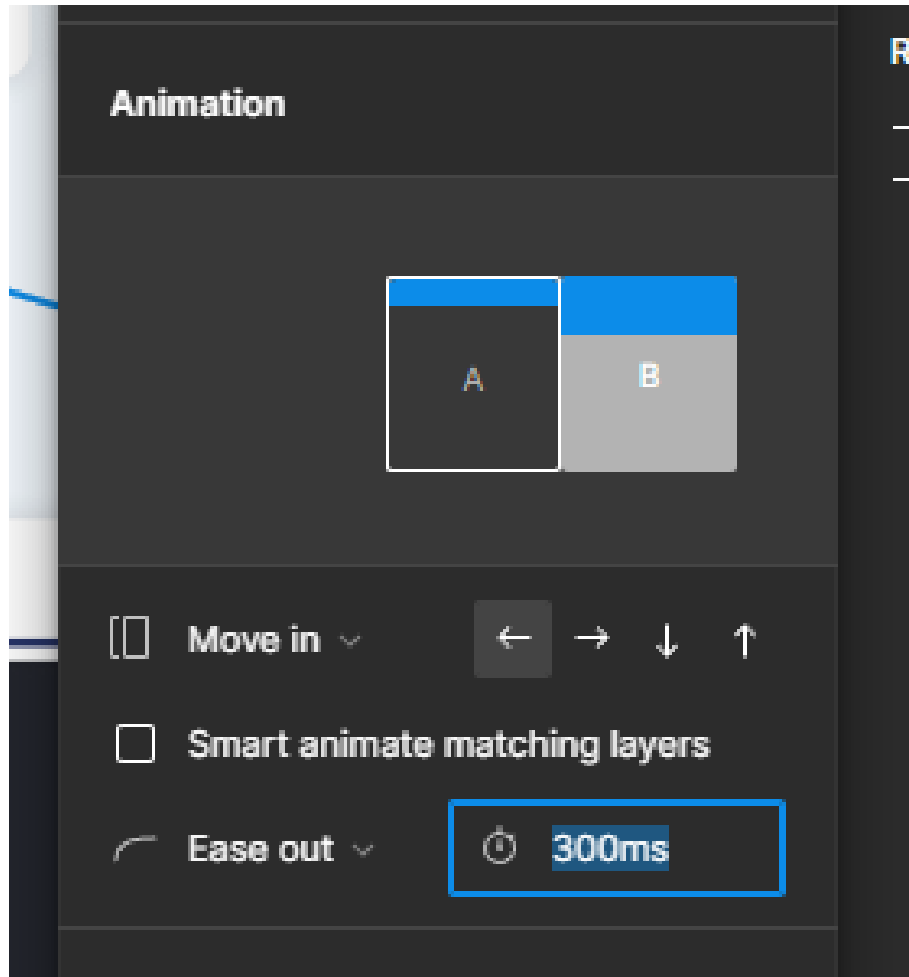 R
Animation
A
B
Move in
Smart animate matching layers
Ease out
300ms